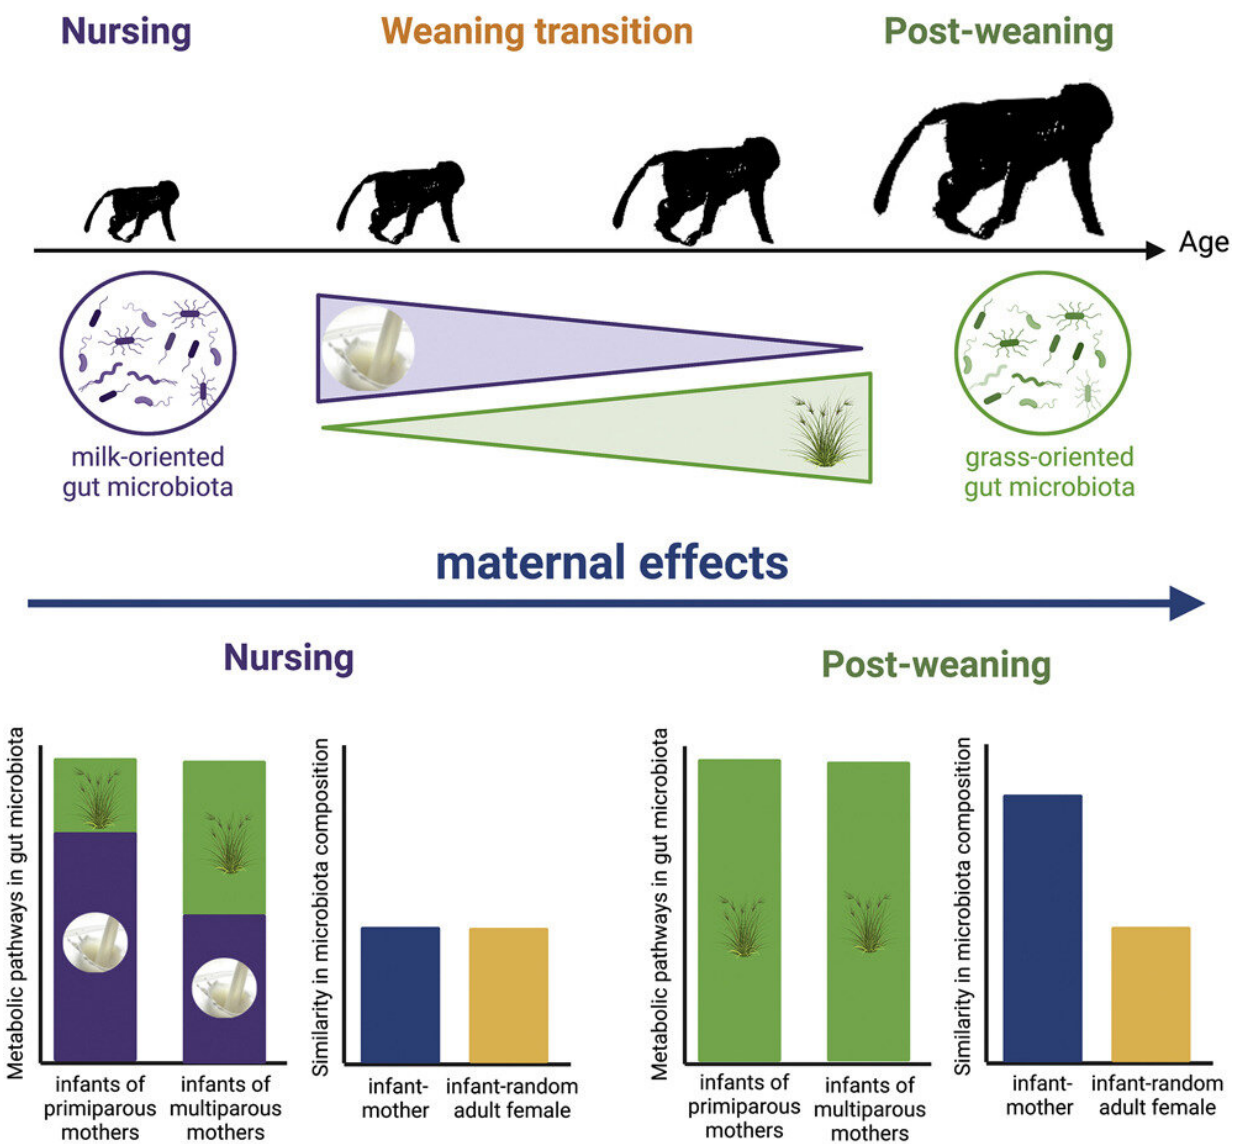 Nursing
Weaning transition
Post-weaning
Age
milk-oriented
gut microbiota
grass-oriented
gut microbiota
maternal effects
Nursing
Post-weaning
Metabolic pathways in gut microbiota
infants of
primiparous
mothers
infants of
multiparous
mothers
Similarity in microbiota composition
infant-
mother
infant-random
adult female
Metabolic pathways in gut microbiota
infants of
primiparous
mothers
infants of
multiparous
mothers
Similarity in microbiota composition
infant-
mother
infant-random
adult female